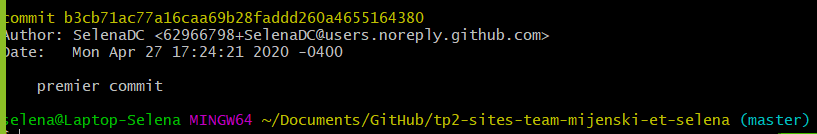 commit b3cb71ac77a16caa69b28faddd260a4655164380
Author: SelenaDC <62966798+SelenaDC@users.noreply.github.com>
Date:   Mon Apr 27 17:24:21 2020 -0400
premier commit
selena@Laptop-Selena MINGW64 ~/Documents/GitHub/tp2-sites-team-mijenski-et-selena (master)